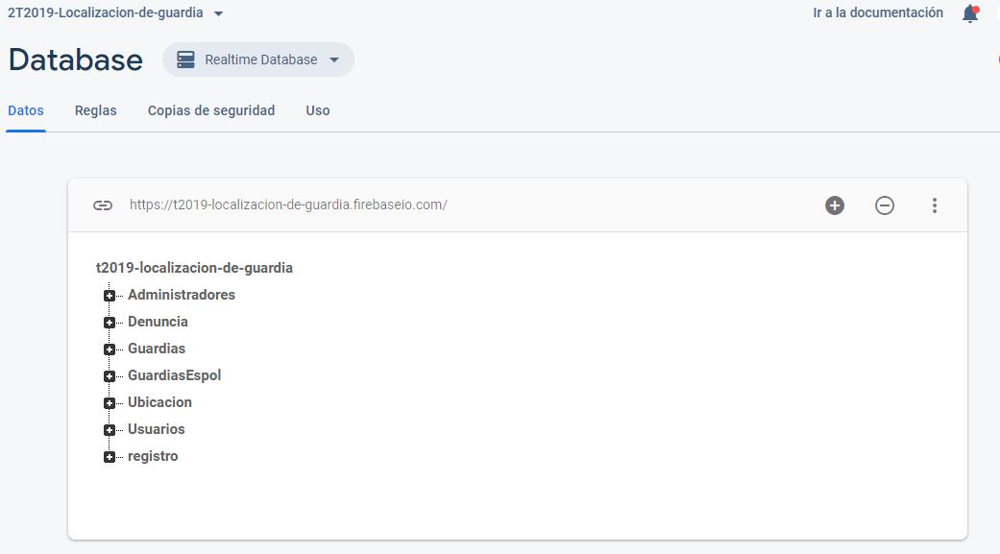 2T2019-Localizacion-de-guardia
Ir a la documentación
Database
Realtime Database
Datos
Reglas
Copias de seguridad
Uso
https://t2019-localizacion-de-guardia.firebaseio.com/
t2019-localizacion-de-guardia
Administradores
Denuncia
Guardias
GuardiasEspol
Ubicacion
Usuarios
registro